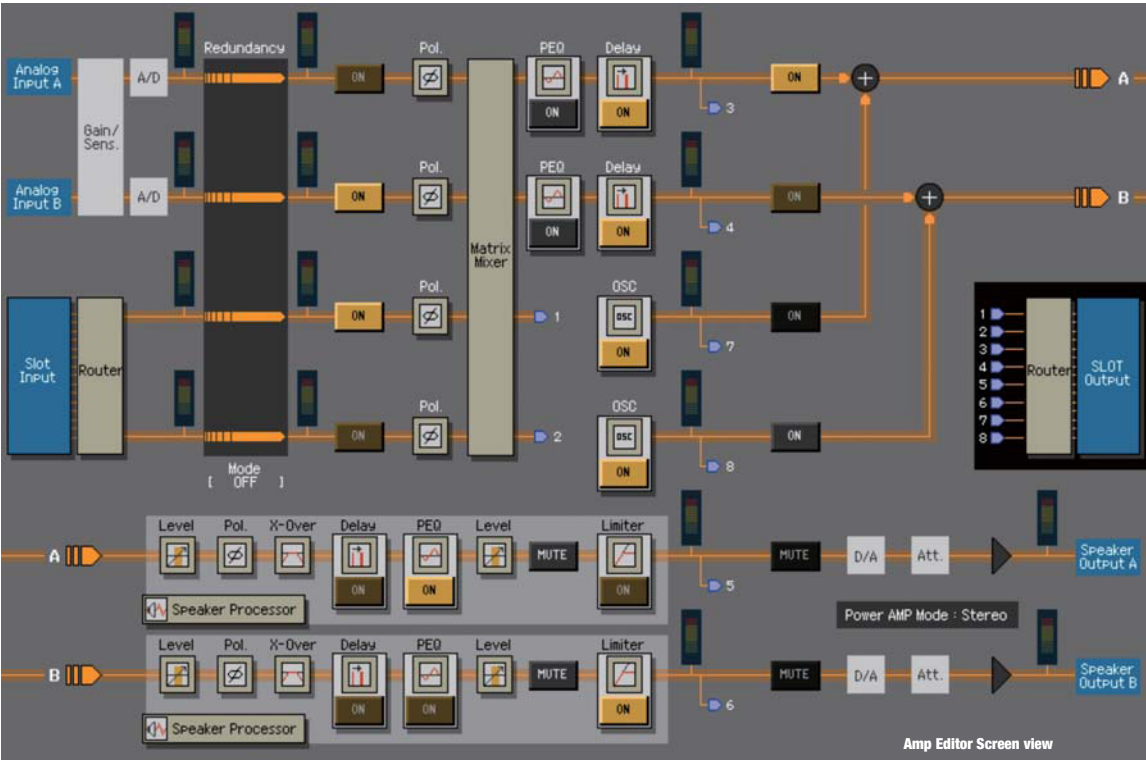 Redundancy
Pol.
PEQ
Delay
Analog
Input A
A/D
ON
ON
ON
ON
A
3
Gain/
Sens.
Pol.
PEQ
Delay
Analog
Input B
A/D
ON
ON
ON
ON
B
4
Matrix
Mixer
Pol.
OSC
ON
1
OSC
ON
ON
7
Slot
Input
Router
Pol.
OSC
ON
2
OSC
ON
ON
8
Mode
[ OFF ]
1
2
3
4
5
6
7
8
Router
SLOT
Output
Level Pol. X-Over Delay PEQ Level Limiter
A
MUTE
MUTE
D/A
Att.
Speaker
Output A
ON
ON
ON
5
Speaker Processor
Power AMP Mode : Stereo
Level Pol. X-Over Delay PEQ Level Limiter
B
MUTE
MUTE
D/A
Att.
Speaker
Output B
ON
ON
ON
6
Speaker Processor
Amp Editor Screen view